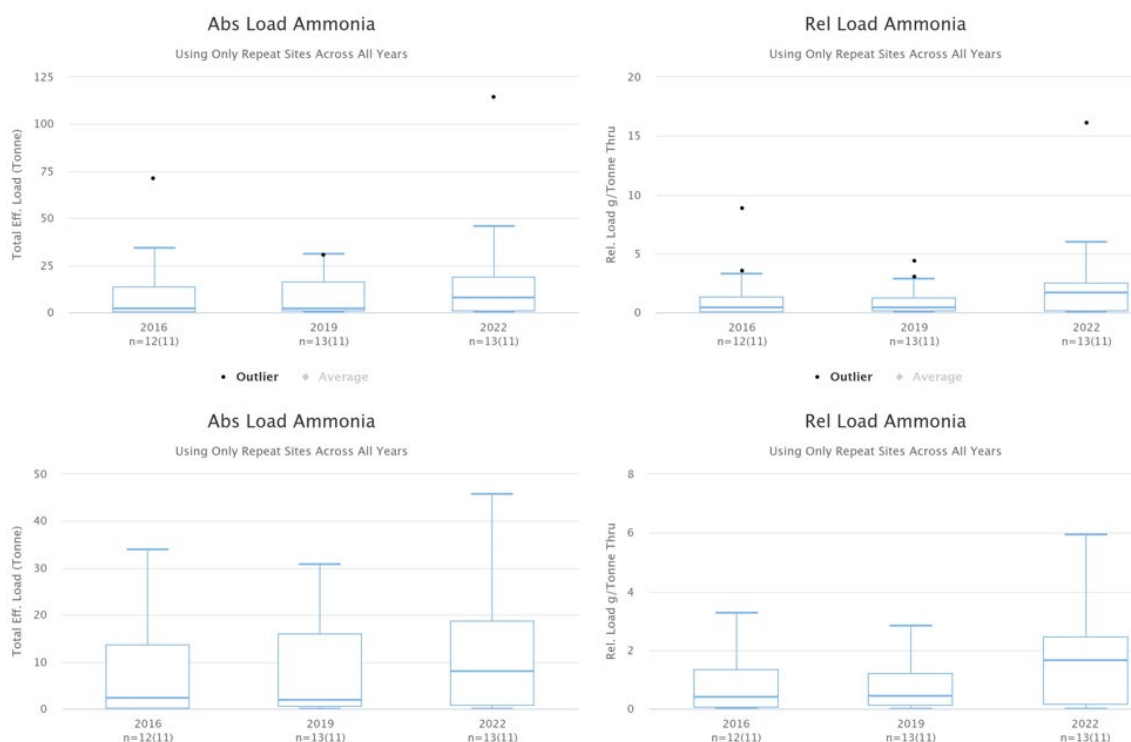 Abs Load Ammonia
Using Only Repeat Sites Across All Years
Total Eff. Load (Tonne)
125
100
75
50
25
0
2016
n=12(11)
2019
n=13(11)
2022
n=13(11)
Outlier
Average
Rel Load Ammonia
Using Only Repeat Sites Across All Years
Rel. Load g/Tonne Thru
20
15
10
5
0
2016
n=12(11)
2019
n=13(11)
2022
n=13(11)
Outlier
Average
Abs Load Ammonia
Using Only Repeat Sites Across All Years
Total Eff. Load (Tonne)
50
40
30
20
10
0
2016
n=12(11)
2019
n=13(11)
2022
n=13(11)
Rel Load Ammonia
Using Only Repeat Sites Across All Years
Rel. Load g/Tonne Thru
8
6
4
2
0
2016
n=12(11)
2019
n=13(11)
2022
n=13(11)